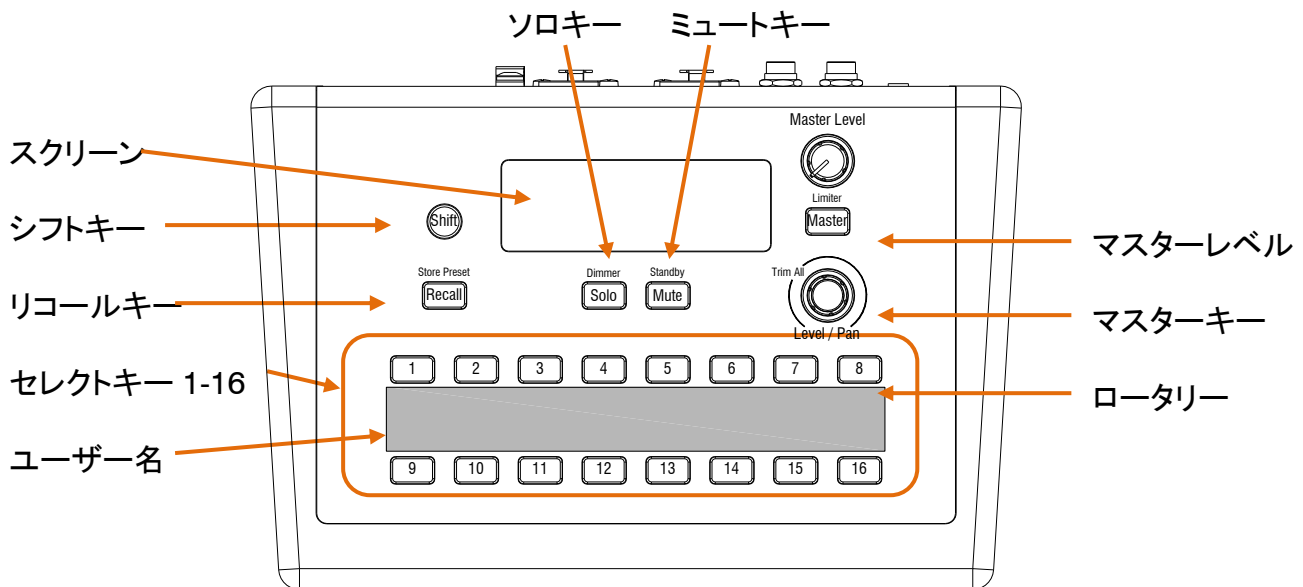 ソロキー
ミュートキー
スクリーン
シフトキー
リコールキー
セレクトキー 1-16
ユーザー名
Master Level
Limiter
Master
Shift
Store Preset
Recall
Dimmer
Solo
Standby
Mute
Trim All
Level / Pan
マスターレベル
マスターキー
ロータリー
1 2 3 4 5 6 7 8
9 10 11 12 13 14 15 16